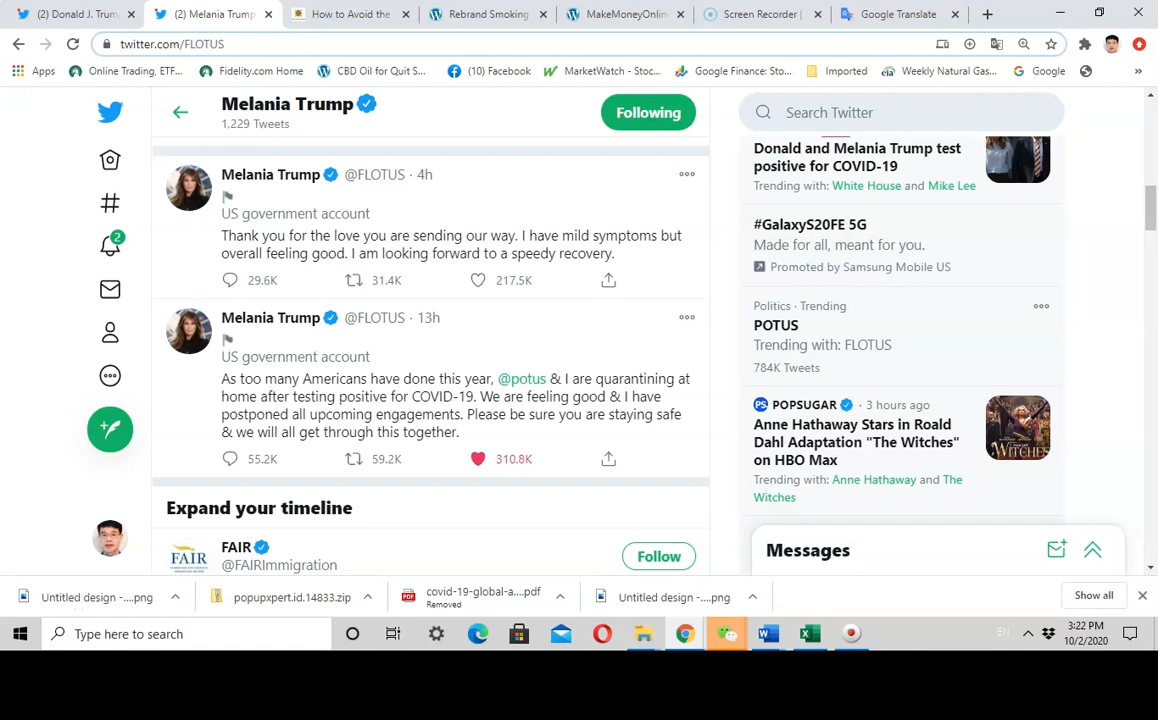 (2) Donald J. Trum
(2) Melania Trump
How to Avoid the
Rebrand Smoking
MakeMoneyOnlin
Screen Recorder |
Google Translate
twitter.com/FLOTUS
Apps
Online Trading, ETF...
Fidelity.com Home
CBD Oil for Quit S...
(10) Facebook
MarketWatch - Stoc...
Google Finance: Sto...
Imported
eia
Weekly Natural Gas...
Google
»
Melania Trump
1,229 Tweets
Following
Search Twitter
Melania Trump @FLOTUS · 4h
US government account
Thank you for the love you are sending our way. I have mild symptoms but
overall feeling good. I am looking forward to a speedy recovery.
29.6K 31.4K 217.5K
Melania Trump @FLOTUS · 13h
US government account
As too many Americans have done this year, @potus & I are quarantining at
home after testing positive for COVID-19. We are feeling good & I have
postponed all upcoming engagements. Please be sure you are staying safe
& we will all get through this together.
55.2K 59.2K 310.8K
Expand your timeline
FAIR
@FAIRImmigration
Follow
FAIR
2
Donald and Melania Trump test
positive for COVID-19
Trending with: White House and Mike Lee
#GalaxyS20FE 5G
Made for all, meant for you.
Promoted by Samsung Mobile US
Politics · Trending
POTUS
Trending with: FLOTUS
784K Tweets
PS. POPSUGAR · 3 hours ago
Anne Hathaway Stars in Roald
Dahl Adaptation "The Witches"
on HBO Max
Trending with: Anne Hathaway and The
Witches
WITCHES
Messages
Untitled design -....png
popupxpert.id.14833.zip
covid-19-global-a....pdf
Removed
Untitled design -....png
Show all
Type here to search
EN
3:22 PM
10/2/2020